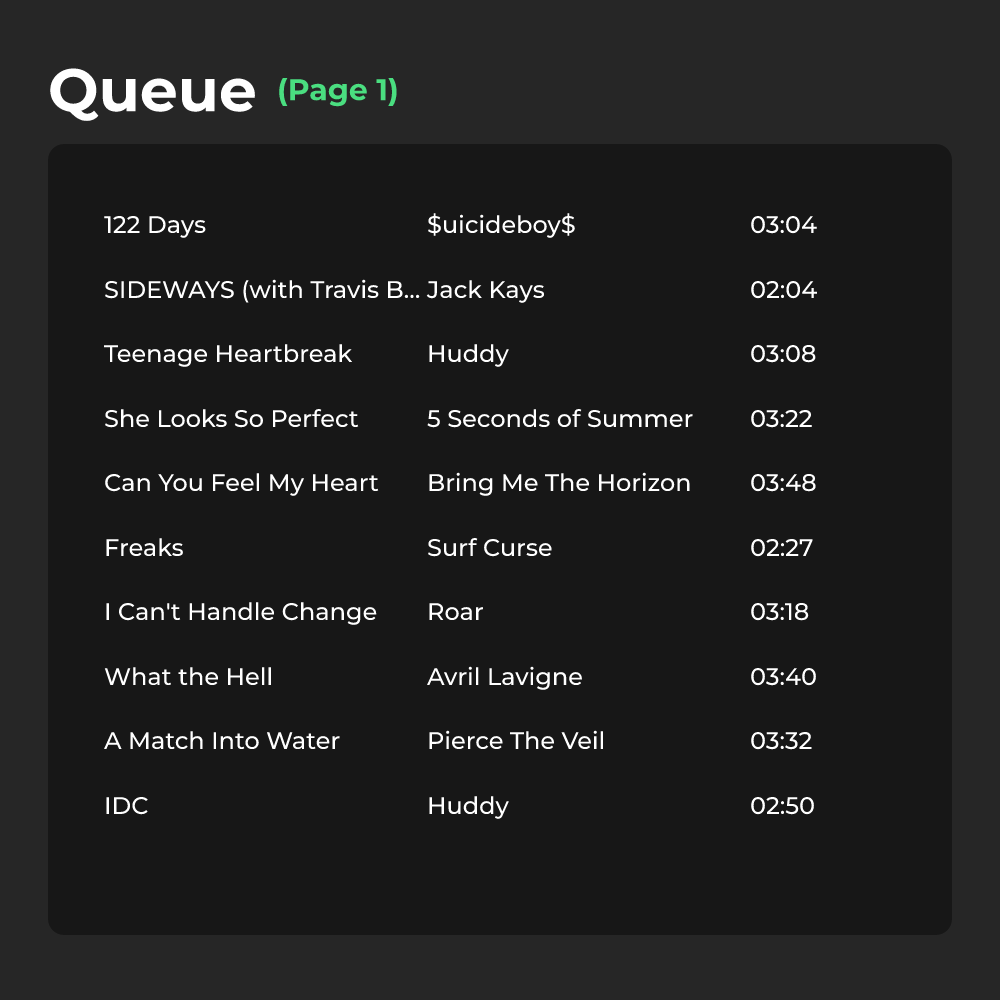 Queue (Page 1)
122 Days $uicideboy$ 03:04
SIDEWAYS (with Travis B... Jack Kays 02:04
Teenage Heartbreak Huddy 03:08
She Looks So Perfect 5 Seconds of Summer 03:22
Can You Feel My Heart Bring Me The Horizon 03:48
Freaks Surf Curse 02:27
I Can't Handle Change Roar 03:18
What the Hell Avril Lavigne 03:40
A Match Into Water Pierce The Veil 03:32
IDC Huddy 02:50